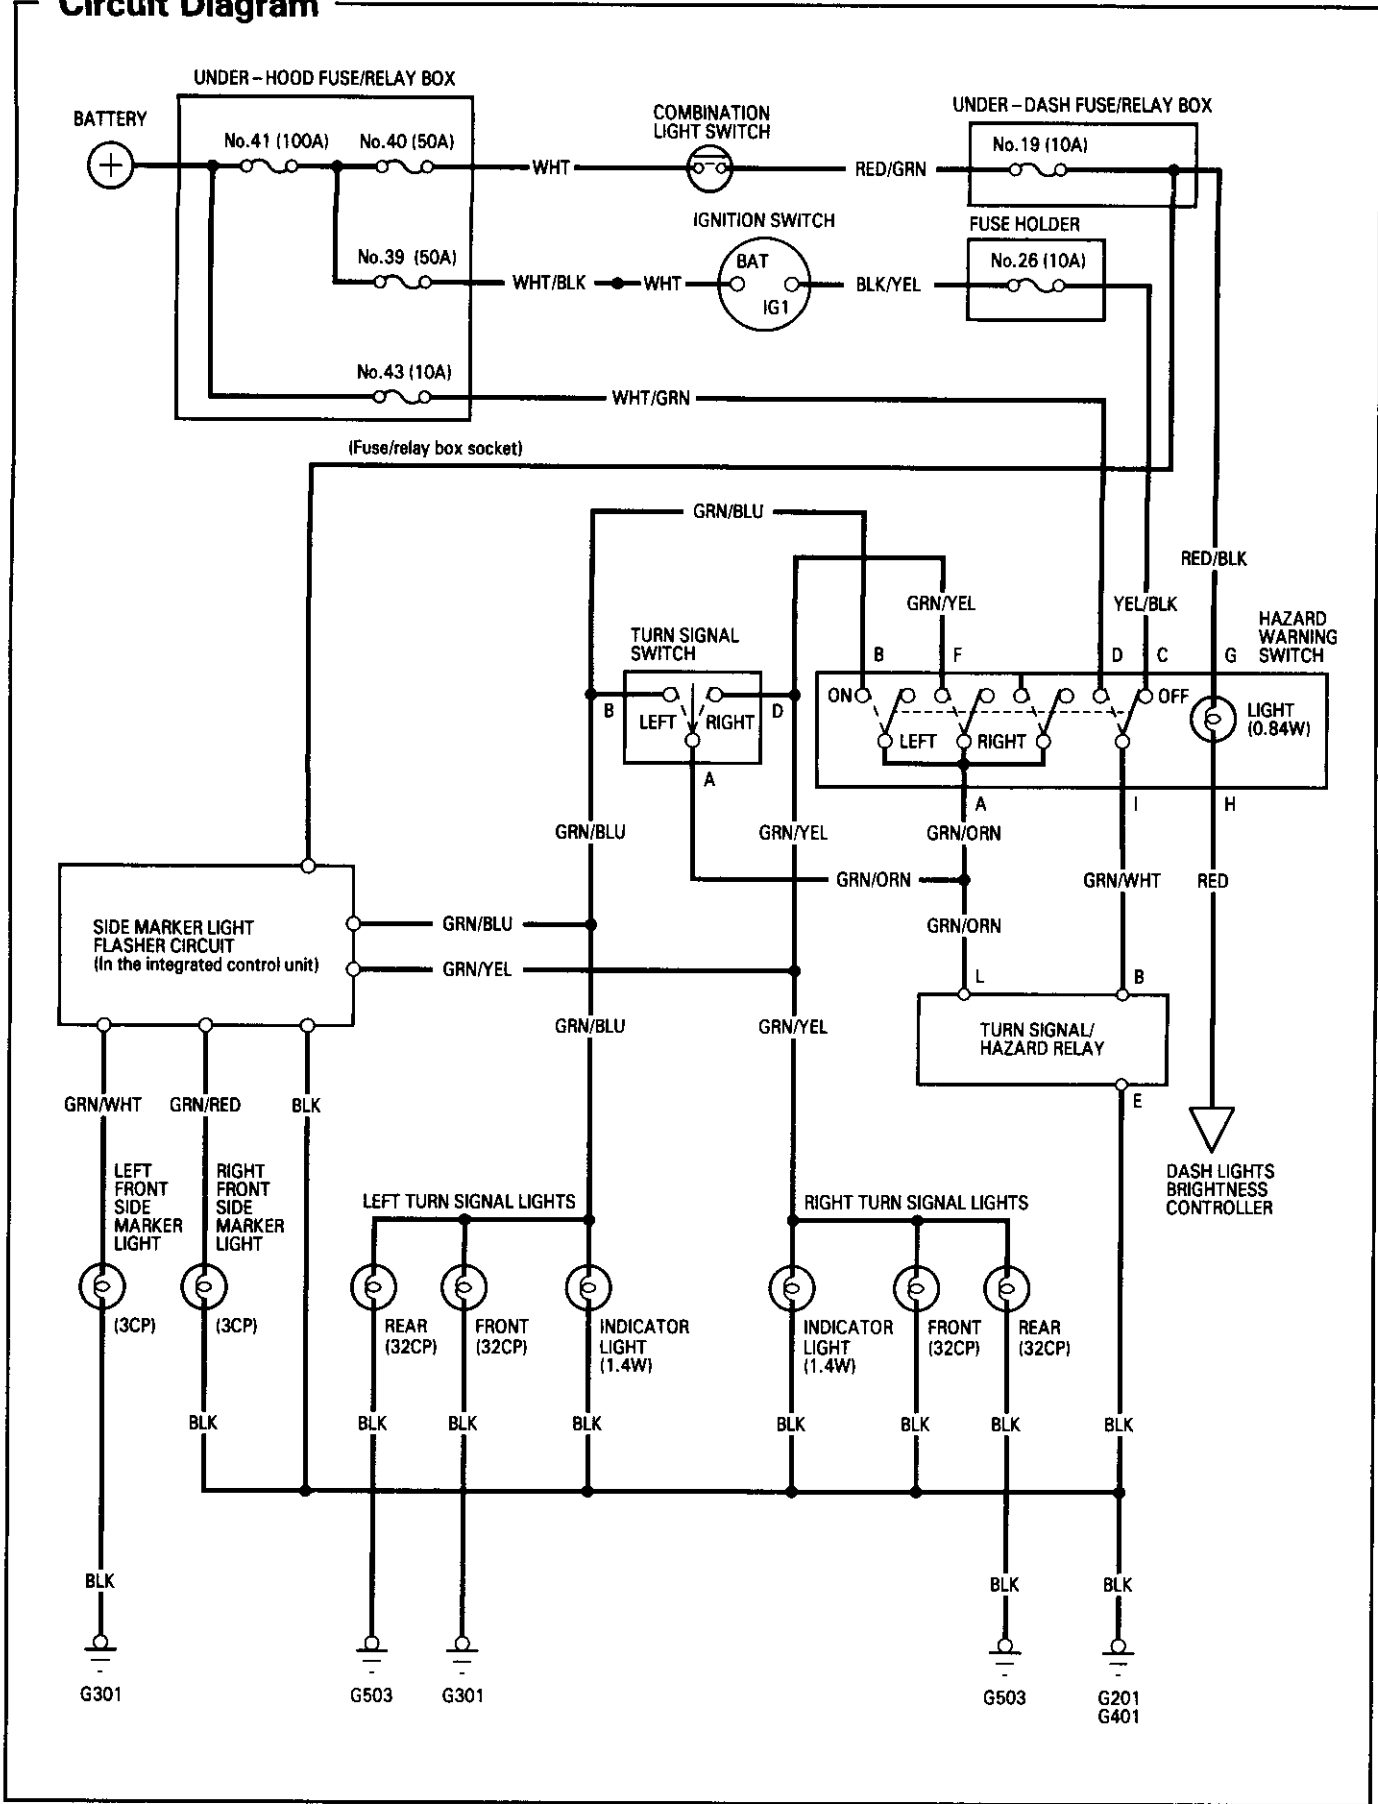 Circuit Diagram
UNDER-HOOD FUSE/RELAY BOX
BATTERY
No.41 (100A)
No.40 (50A)
WHT
COMBINATION
LIGHT SWITCH
RED/GRN
UNDER-DASH FUSE/RELAY BOX
No.19 (10A)
IGNITION SWITCH
FUSE HOLDER
No.39 (50A)
WHT/BLK
WHT
BAT
IG1
BLK/YEL
No.26 (10A)
No.43 (10A)
WHT/GRN
(Fuse/relay box socket)
GRN/BLU
RED/BLK
GRN/YEL
YEL/BLK
TURN SIGNAL
SWITCH
HAZARD
WARNING
SWITCH
B
F
D
C
G
B
LEFT
RIGHT
D
A
ON
LEFT
RIGHT
OFF
LIGHT
(0.84W)
A
I
H
GRN/BLU
GRN/YEL
GRN/ORN
GRN/ORN
GRN/WHT
RED
SIDE MARKER LIGHT
FLASHER CIRCUIT
(In the integrated control unit)
GRN/BLU
GRN/YEL
GRN/ORN
L
B
GRN/BLU
GRN/YEL
TURN SIGNAL/
HAZARD RELAY
E
GRN/WHT
GRN/RED
BLK
LEFT
FRONT
SIDE
MARKER
LIGHT
RIGHT
FRONT
SIDE
MARKER
LIGHT
DASH LIGHTS
BRIGHTNESS
CONTROLLER
LEFT TURN SIGNAL LIGHTS
RIGHT TURN SIGNAL LIGHTS
(3CP)
(3CP)
REAR
(32CP)
FRONT
(32CP)
INDICATOR
LIGHT
(1.4W)
INDICATOR
LIGHT
(1.4W)
FRONT
(32CP)
REAR
(32CP)
BLK
BLK
BLK
BLK
BLK
BLK
BLK
BLK
BLK
BLK
BLK
G301
G503
G301
G503
G201
G401